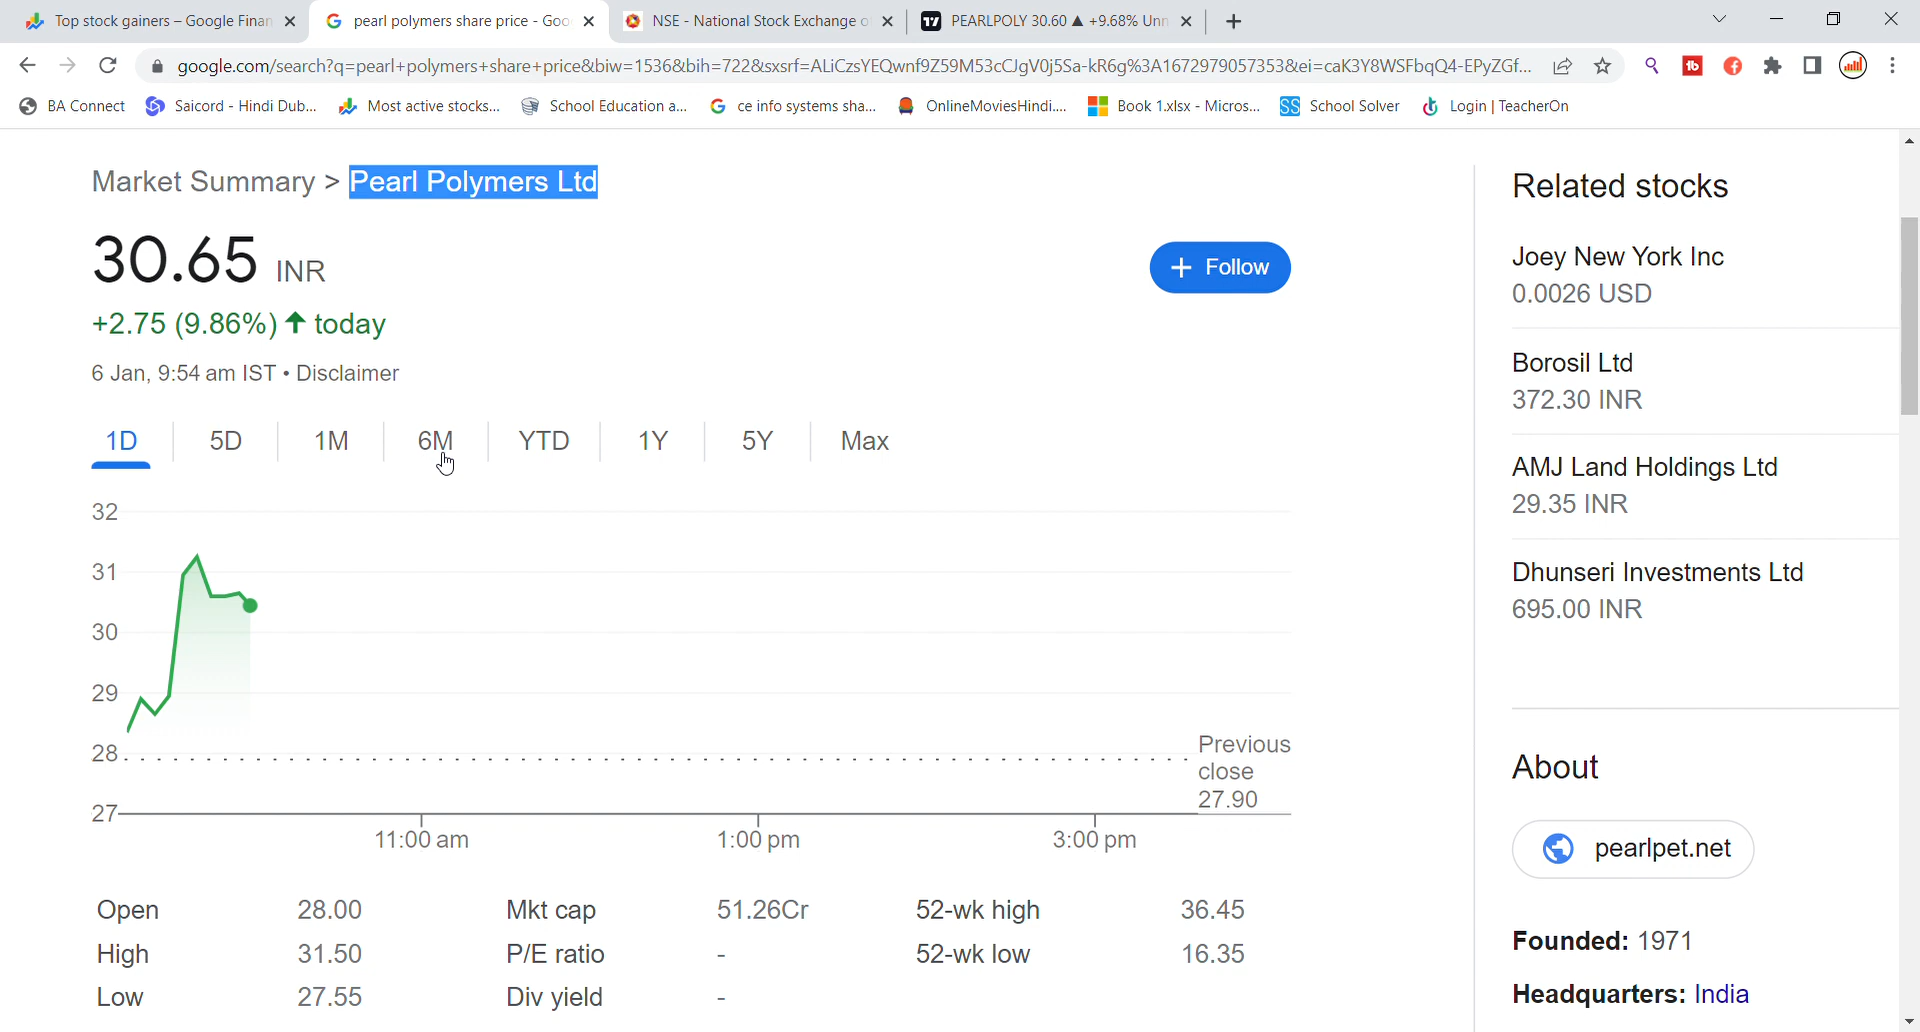 Top stock gainers – Google Finan
pearl polymers share price - Goo
NSE - National Stock Exchange o
PEARLPOLY 30.60 ▲ +9.68% Unn
google.com/search?q=pearl+polymers+share+price&biw=1536&bih=722&sxsrf=ALiCzsYEQwnf9Z59M53cCJgV0j5Sa-kR6g%3A1672979057353&ei=caK3Y8WSFbqQ4-EPyZGf...
BA Connect
Saicord - Hindi Dub...
Most active stocks...
School Education a...
ce info systems sha...
OnlineMoviesHindi....
Book 1.xlsx - Micros...
School Solver
Login | TeacherOn
Market Summary > Pearl Polymers Ltd
30.65 INR
+ Follow
+2.75 (9.86%) ↑ today
6 Jan, 9:54 am IST • Disclaimer
1D 5D 1M 6M YTD 1Y 5Y Max
32
31
30
29
28
27
Previous
close
27.90
11:00 am 1:00 pm 3:00 pm
Open 28.00 Mkt cap 51.26Cr 52-wk high 36.45
High 31.50 P/E ratio - 52-wk low 16.35
Low 27.55 Div yield -
Related stocks
Joey New York Inc
0.0026 USD
Borosil Ltd
372.30 INR
AMJ Land Holdings Ltd
29.35 INR
Dhunseri Investments Ltd
695.00 INR
About
pearlpet.net
Founded: 1971
Headquarters: India